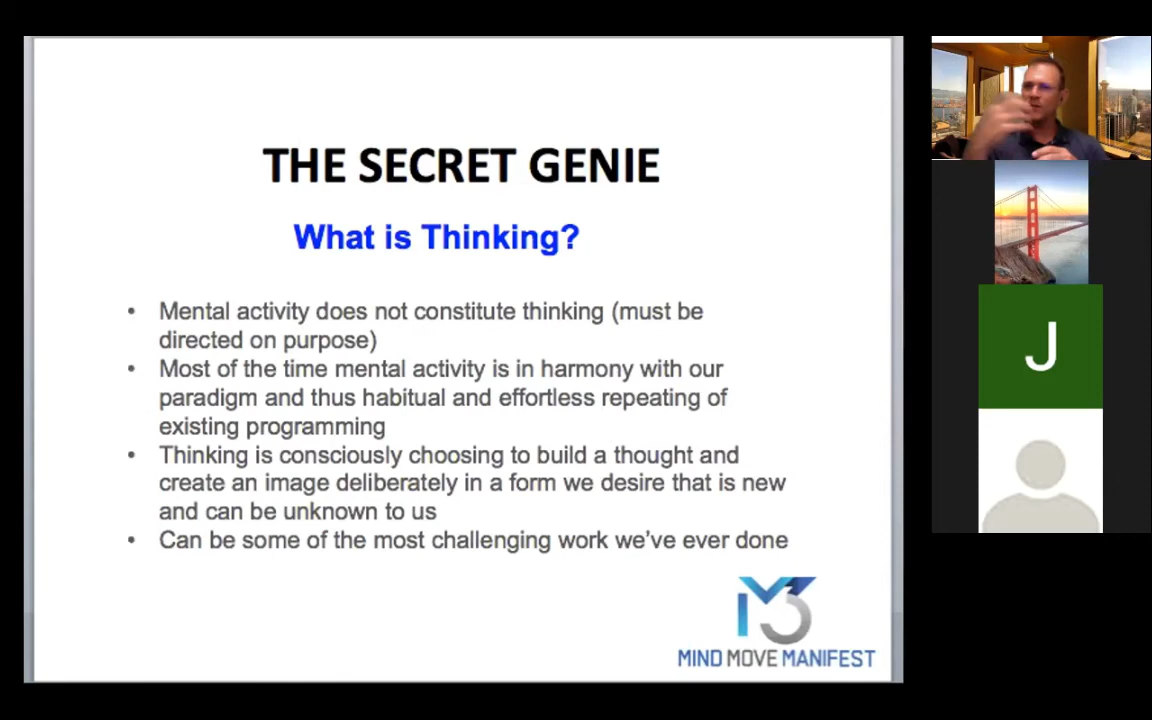 THE SECRET GENIE
What is Thinking?
• Mental activity does not constitute thinking (must be
directed on purpose)
• Most of the time mental activity is in harmony with our
paradigm and thus habitual and effortless repeating of
existing programming
• Thinking is consciously choosing to build a thought and
create an image deliberately in a form we desire that is new
and can be unknown to us
• Can be some of the most challenging work we've ever done
M3
MIND MOVE MANIFEST
J